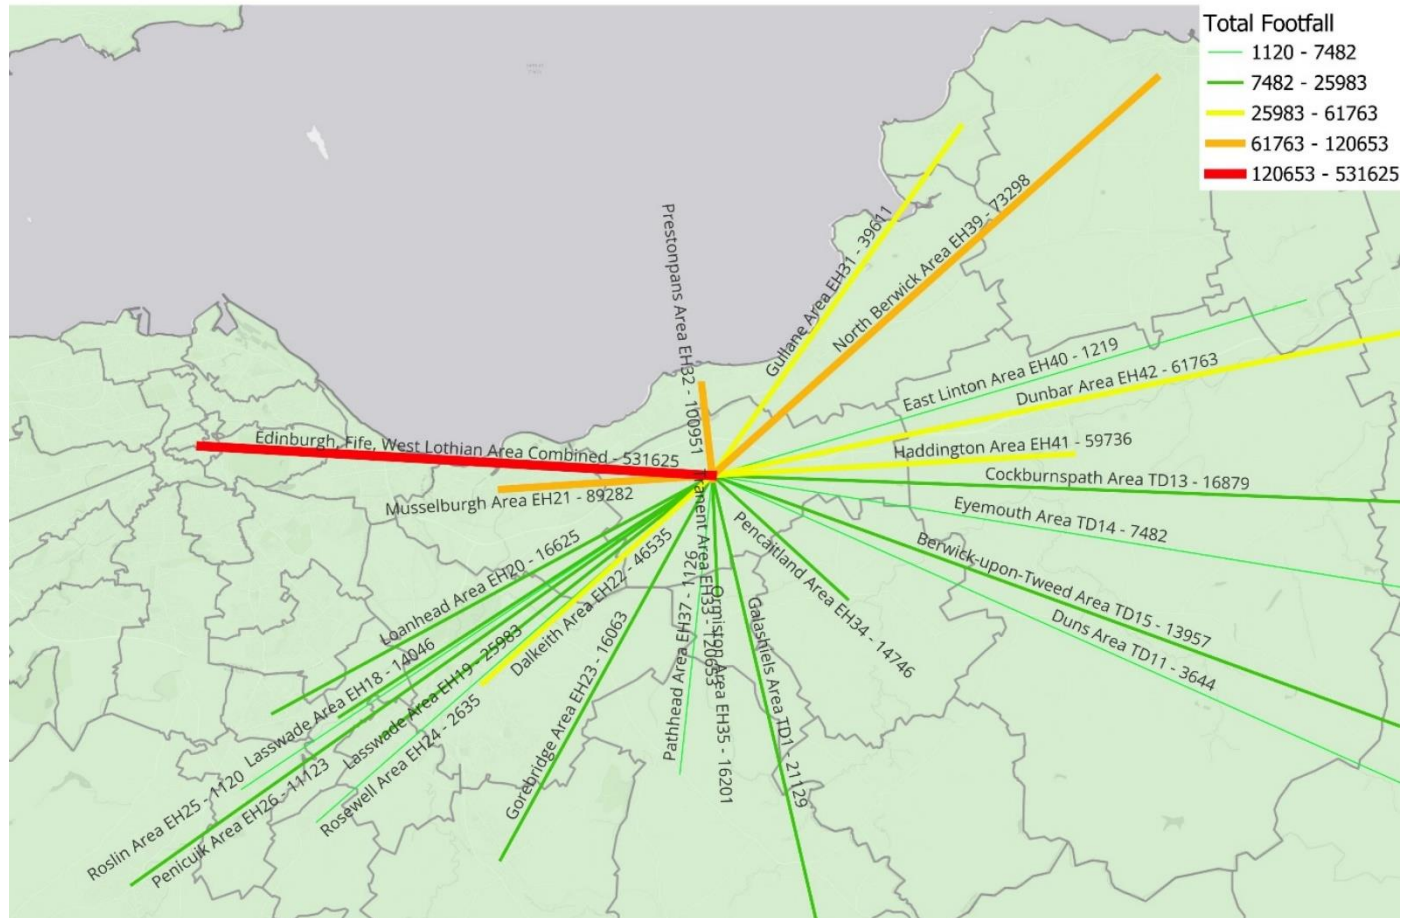 Total Footfall
1120 - 7482
7482 - 25983
25983 - 61763
61763 - 120653
120653 - 531625
Prestonpans Area EH32 - 100951
Gullane Area EH31 - 39611
North Berwick Area EH39 - 73298
East Linton Area EH40 - 1219
Dunbar Area EH42 - 61763
Haddington Area EH41 - 59736
Edinburgh, Fife, West Lothian Area Combined - 531625
Musselburgh Area EH21 - 89282
Cockburnspath Area TD13 - 16879
Eyemouth Area TD14 - 7482
Berwick-upon-Tweed Area TD15 - 13957
Duns Area TD11 - 3644
Pencaitland Area EH34 - 14746
Tranent Area EH33 - 120653
Ormiston Area EH35 - 16201
Galashiels Area TD1 - 21129
Pathhead Area EH37 - 1726
Loanhead Area EH20 - 16625
Lasswade Area EH18 - 14046
Lasswade Area EH19 - 25983
Dalkeith Area EH22 - 46535
Gorebridge Area EH23 - 16063
Rosewell Area EH24 - 2635
Roslin Area EH25 - 1120
Penicuik Area EH26 - 11123